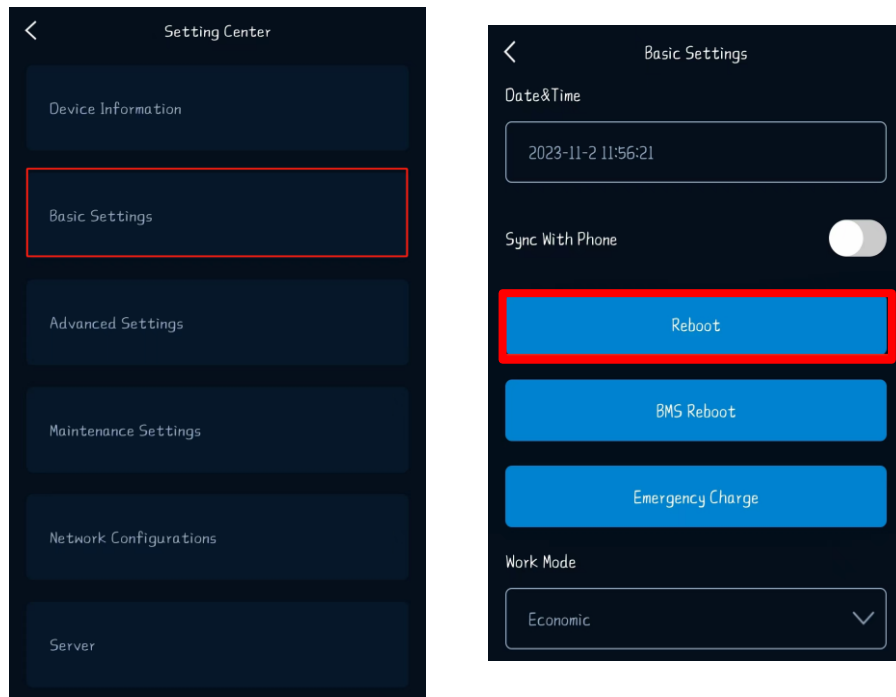 Setting Center
Device Information
Basic Settings
Advanced Settings
Maintenance Settings
Network Configurations
Server
Basic Settings
Date&Time
2023-11-2 11:56:21
Sync With Phone
Reboot
BMS Reboot
Emergency Charge
Work Mode
Economic